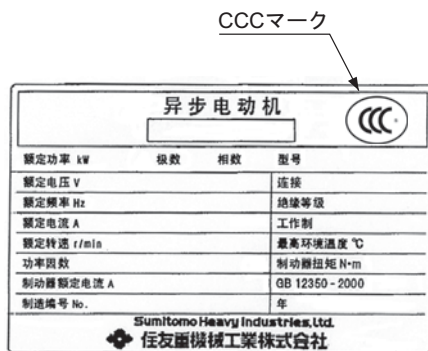 CCCマーク
异步电动机
CCC
额定功率 kW 极数 相数 型号
额定电压 V 连接
额定频率 Hz 绝缘等级
额定电流 A 工作制
额定转速 r/min 最高环境温度 ℃
功率因数 制动器扭矩 N·m
制动器额定电流 A GB 12350-2000
制造编号 No. 年
Sumitomo Heavy Industries,Ltd.
住友重機械工業株式会社